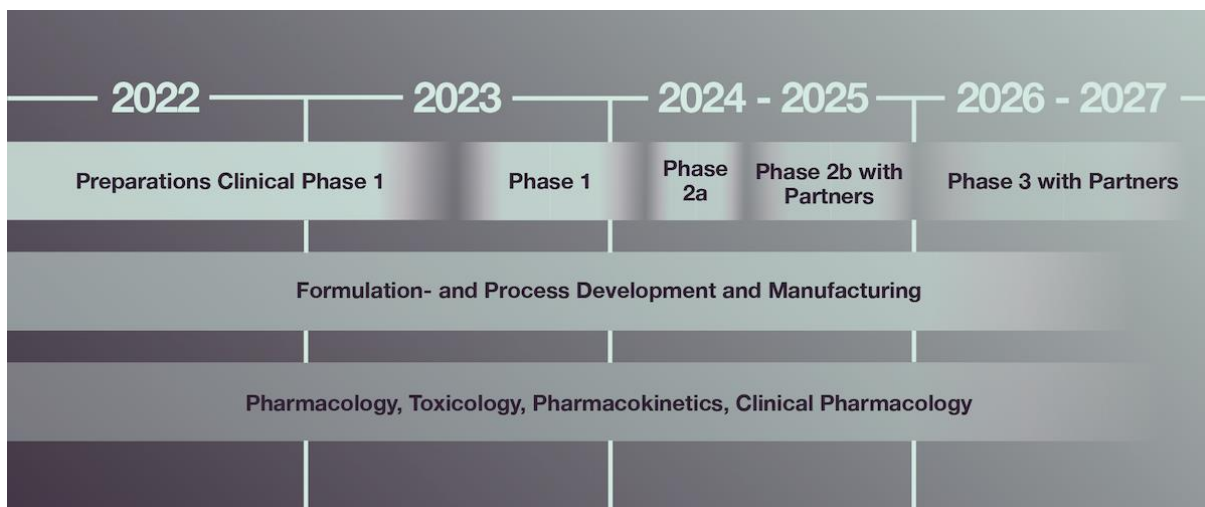 2022 2023 2024 - 2025 2026 - 2027
Preparations Clinical Phase 1
Phase 1
Phase
2a
Phase 2b with
Partners
Phase 3 with Partners
Formulation- and Process Development and Manufacturing
Pharmacology, Toxicology, Pharmacokinetics, Clinical Pharmacology